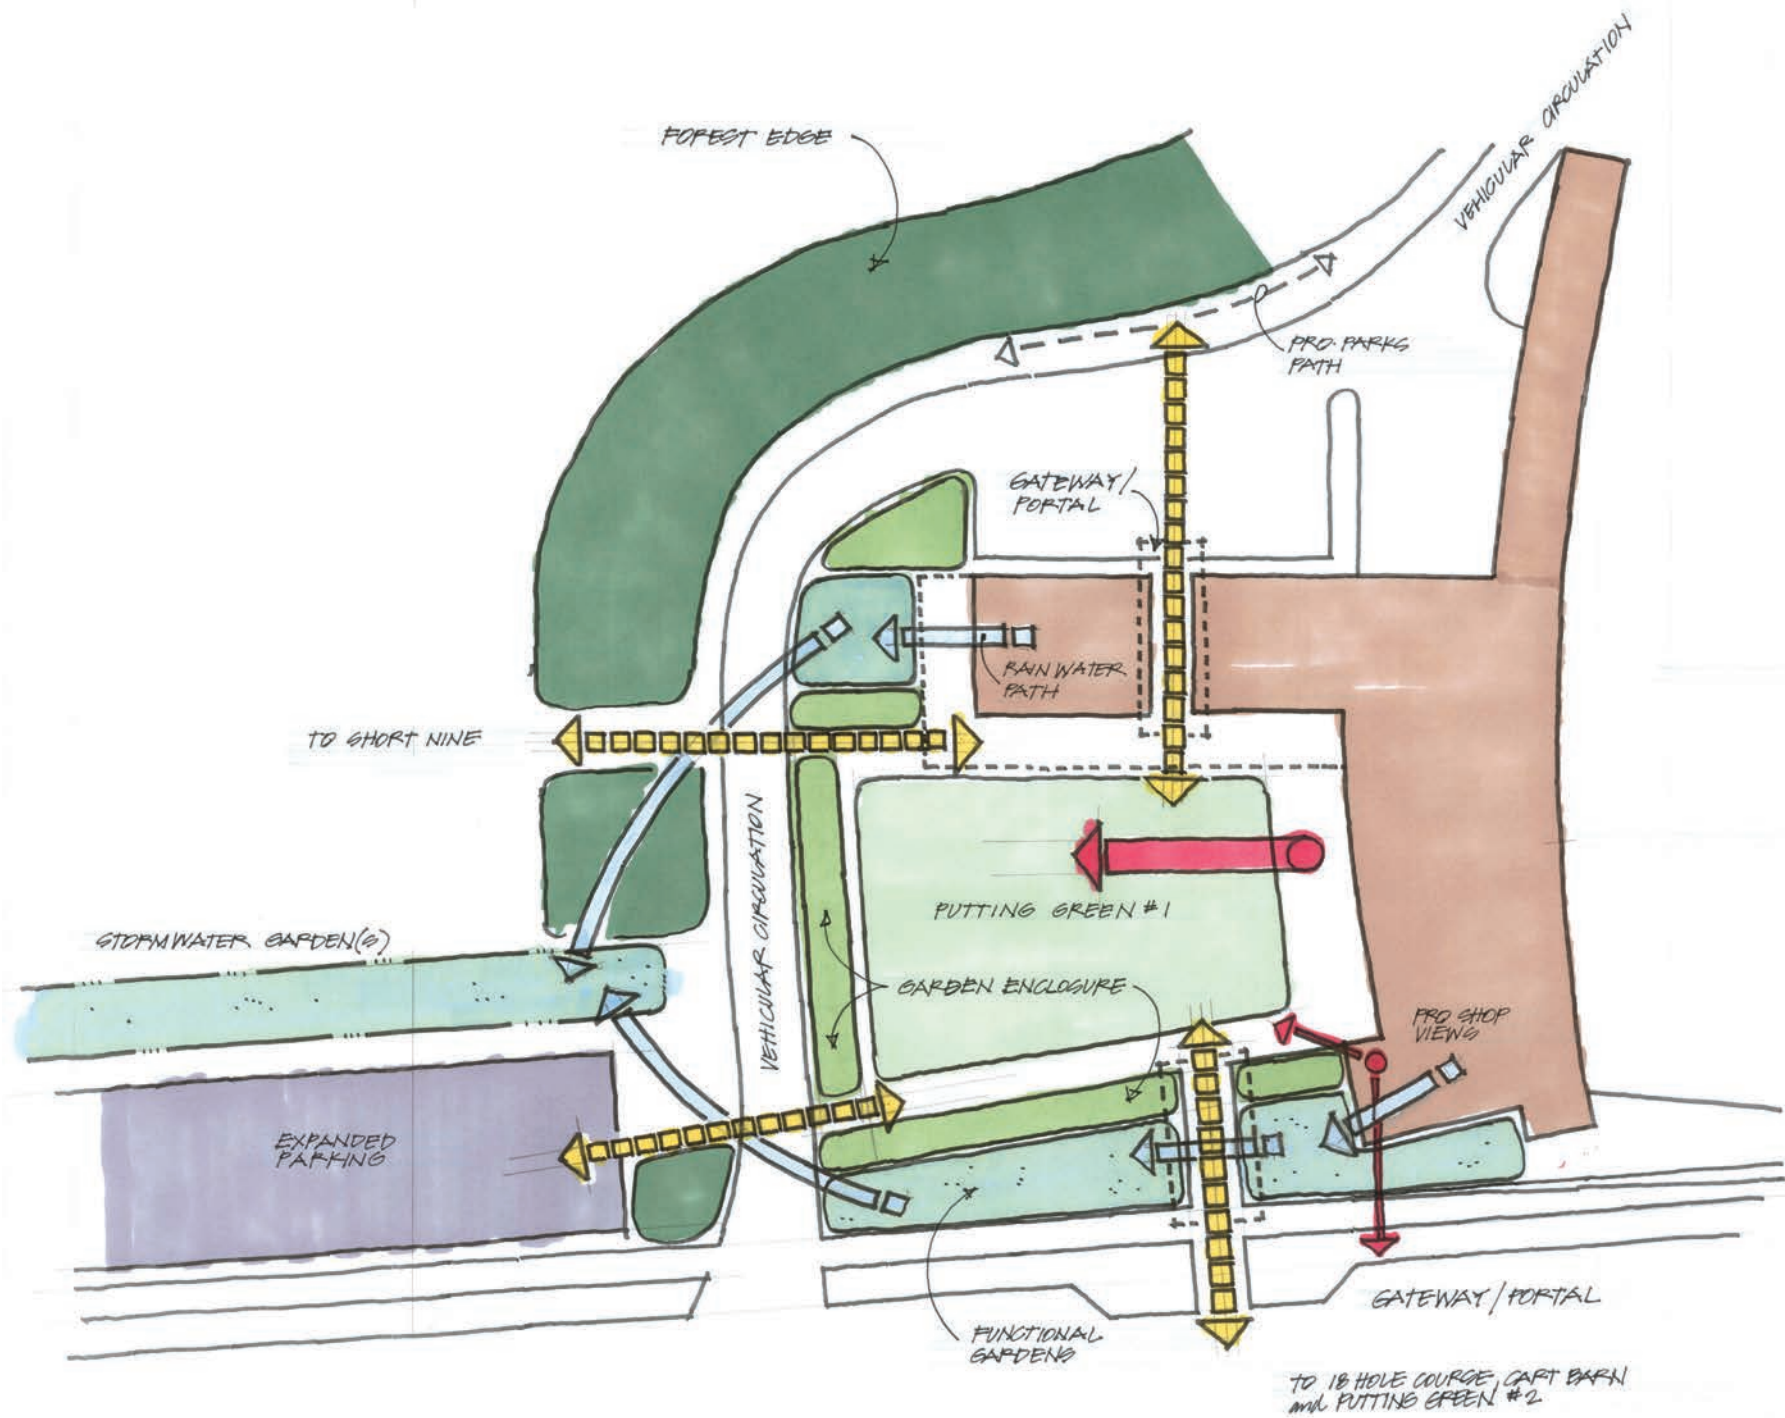 VEHICULAR CIRCULATION
FOREST EDGE
PRO-PARKS
PATH
GATEWAY/
PORTAL
RAIN WATER
PATH
TO SHORT NINE
VEHICULAR CIRCULATION
PUTTING GREEN #1
STORMWATER GARDEN(S)
GARDEN ENCLOSURE
PRO SHOP
VIEWS
EXPANDED
PARKING
GATEWAY/PORTAL
FUNCTIONAL
GARDENS
TO 18 HOLE COURSE, CART BARN
and PUTTING GREEN #2